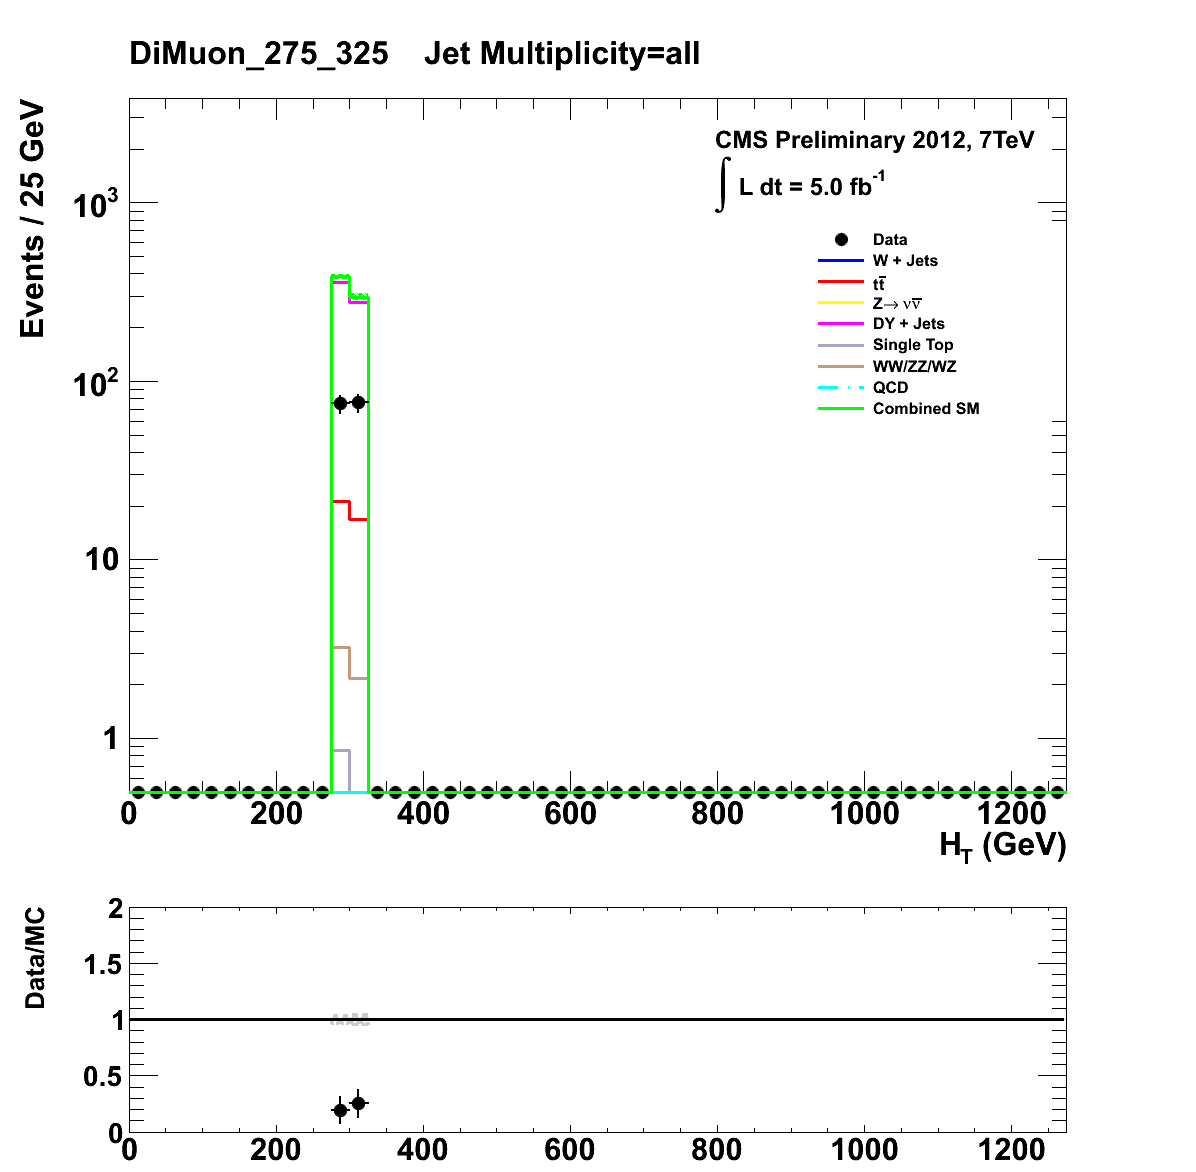 DiMuon_275_325 Jet Multiplicity=all
Events / 25 GeV
CMS Preliminary 2012, 7TeV
∫ L dt = 5.0 fb⁻¹
Data
W + Jets
tt̅
Z→ νν̅
DY + Jets
Single Top
WW/ZZ/WZ
QCD
Combined SM
10³
10²
10
1
0 200 400 600 800 1000 1200
H_T (GeV)
Data/MC
2
1.5
1
0.5
0
0 200 400 600 800 1000 1200